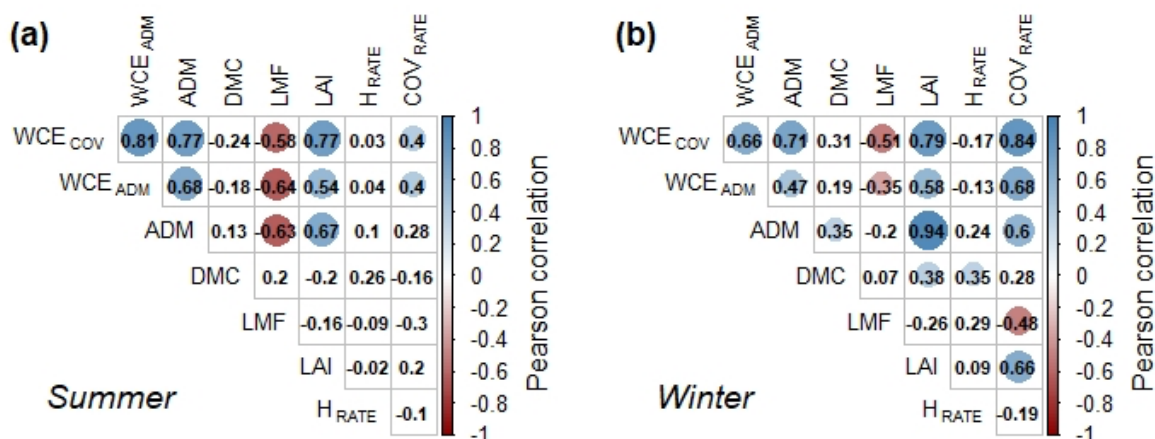 (a)
WCE ADM
ADM
DMC
LMF
LAI
H RATE
COV RATE
WCE COV 0.81 0.77 -0.24 -0.58 0.77 0.03 0.4
WCE ADM 0.68 -0.18 -0.64 0.54 0.04 0.4
ADM 0.13 -0.63 0.67 0.1 0.28
DMC 0.2 -0.2 0.26 -0.16
LMF -0.16 -0.09 -0.3
LAI -0.02 0.2
H RATE -0.1
Summer
1
0.8
0.6
0.4
0.2
0
-0.2
-0.4
-0.6
-0.8
-1
Pearson correlation
(b)
WCE ADM
ADM
DMC
LMF
LAI
H RATE
COV RATE
WCE COV 0.66 0.71 0.31 -0.51 0.79 -0.17 0.84
WCE ADM 0.47 0.19 -0.35 0.58 -0.13 0.68
ADM 0.35 -0.2 0.94 0.24 0.6
DMC 0.07 0.38 0.35 0.28
LMF -0.26 0.29 -0.48
LAI 0.09 0.66
H RATE -0.19
Winter
1
0.8
0.6
0.4
0.2
0
-0.2
-0.4
-0.6
-0.8
-1
Pearson correlation